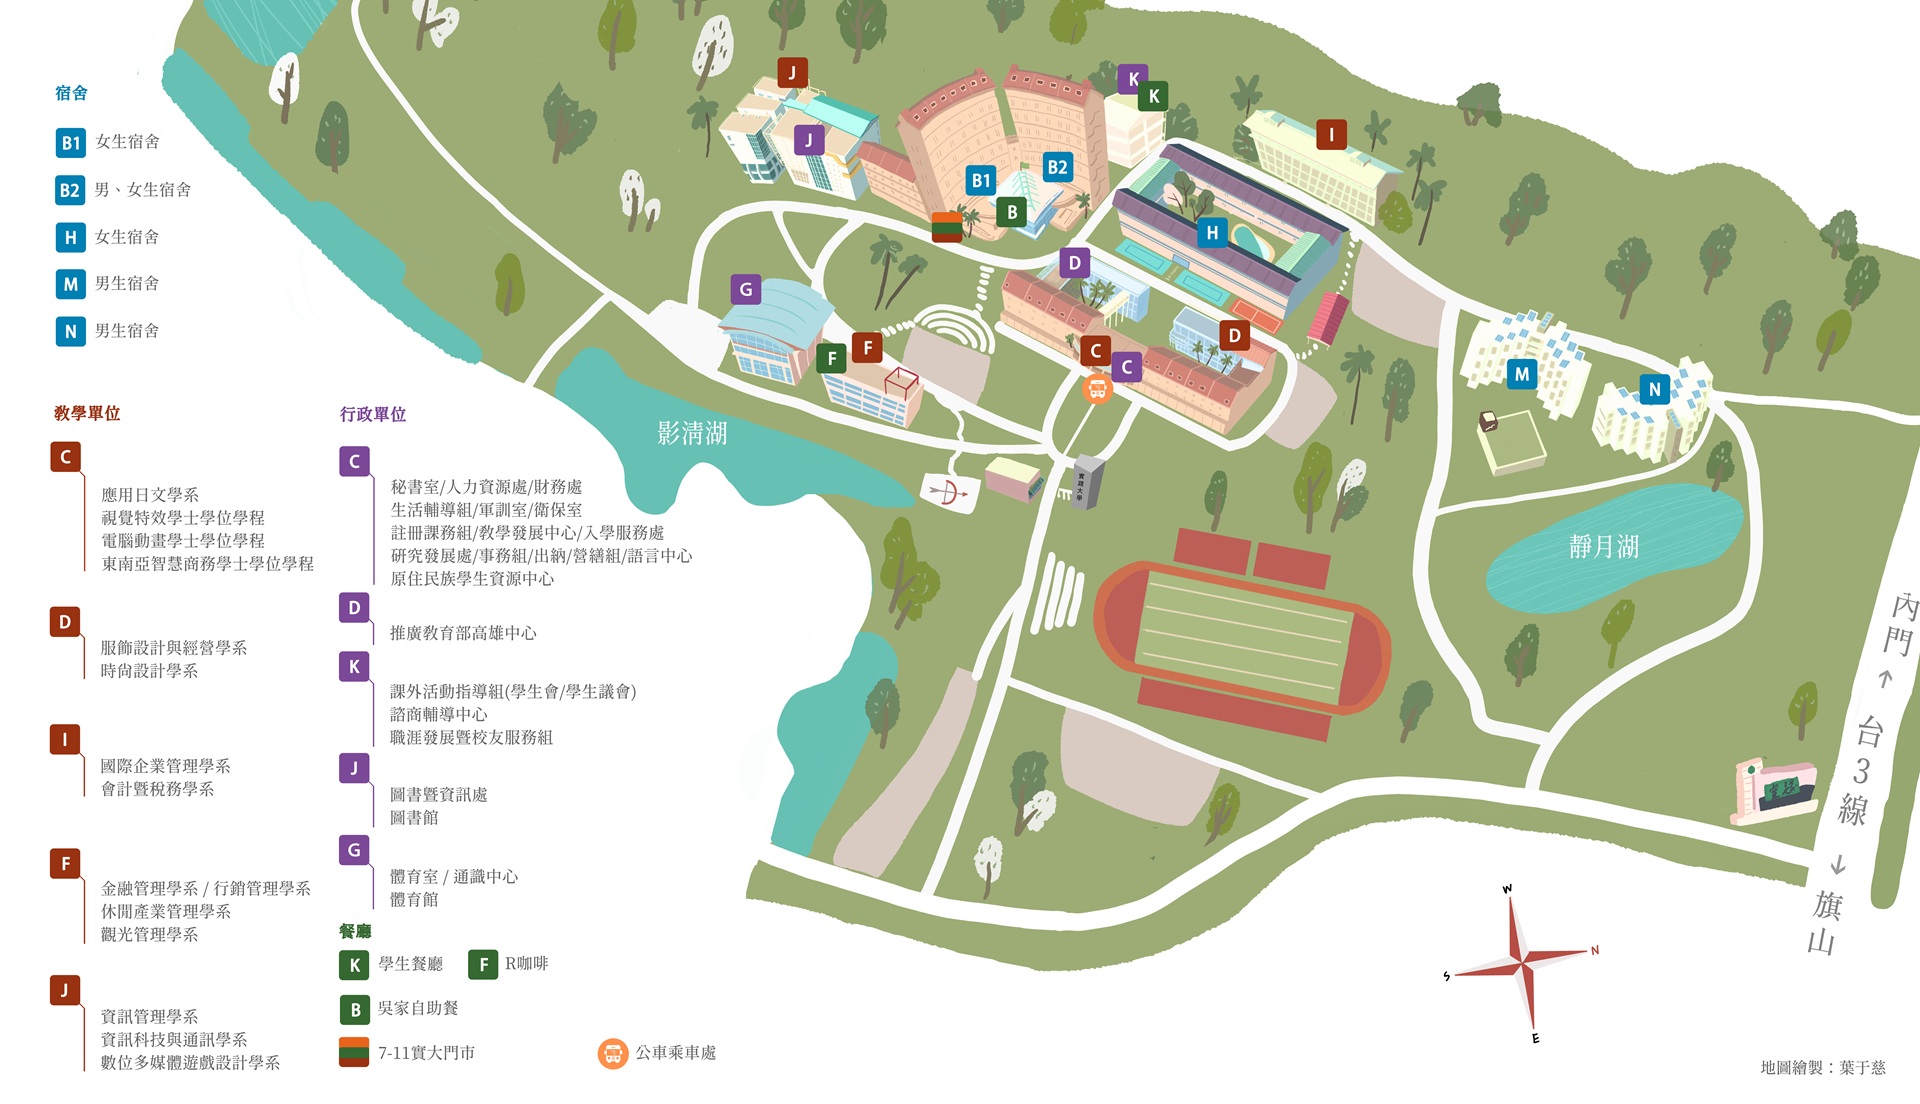 宿舍
B1 女生宿舍
B2 男、女生宿舍
H 女生宿舍
M 男生宿舍
N 男生宿舍
教學單位
C
應用日文學系
視覺特效學士學位學程
電腦動畫學士學位學程
東南亞智慧商務學士學位學程
D
服飾設計與經營學系
時尚設計學系
I
國際企業管理學系
會計暨稅務學系
F
金融管理學系 / 行銷管理學系
休閒產業管理學系
觀光管理學系
J
資訊管理學系
資訊科技與通訊學系
數位多媒體遊戲設計學系
行政單位
C
秘書室/人力資源處/財務處
生活輔導組/軍訓室/衛保室
註冊課務組/教學發展中心/入學服務處
研究發展處/事務組/出納/營繕組/語言中心
原住民族學生資源中心
D
推廣教育部高雄中心
K
課外活動指導組(學生會/學生議會)
諮商輔導中心
職涯發展暨校友服務組
J
圖書暨資訊處
圖書館
G
體育室 / 通識中心
體育館
餐廳
K 學生餐廳
F R咖啡
B 吳家自助餐
7-11實大門市
公車乘車處
J
J
K
K
I
B1
B2
B
H
D
G
F
F
C
C
D
M
N
影淸湖
實踐大學
靜月湖
內門
↑
台3線
↓
旗山
W
N
S
E
地圖繪製：葉于慈